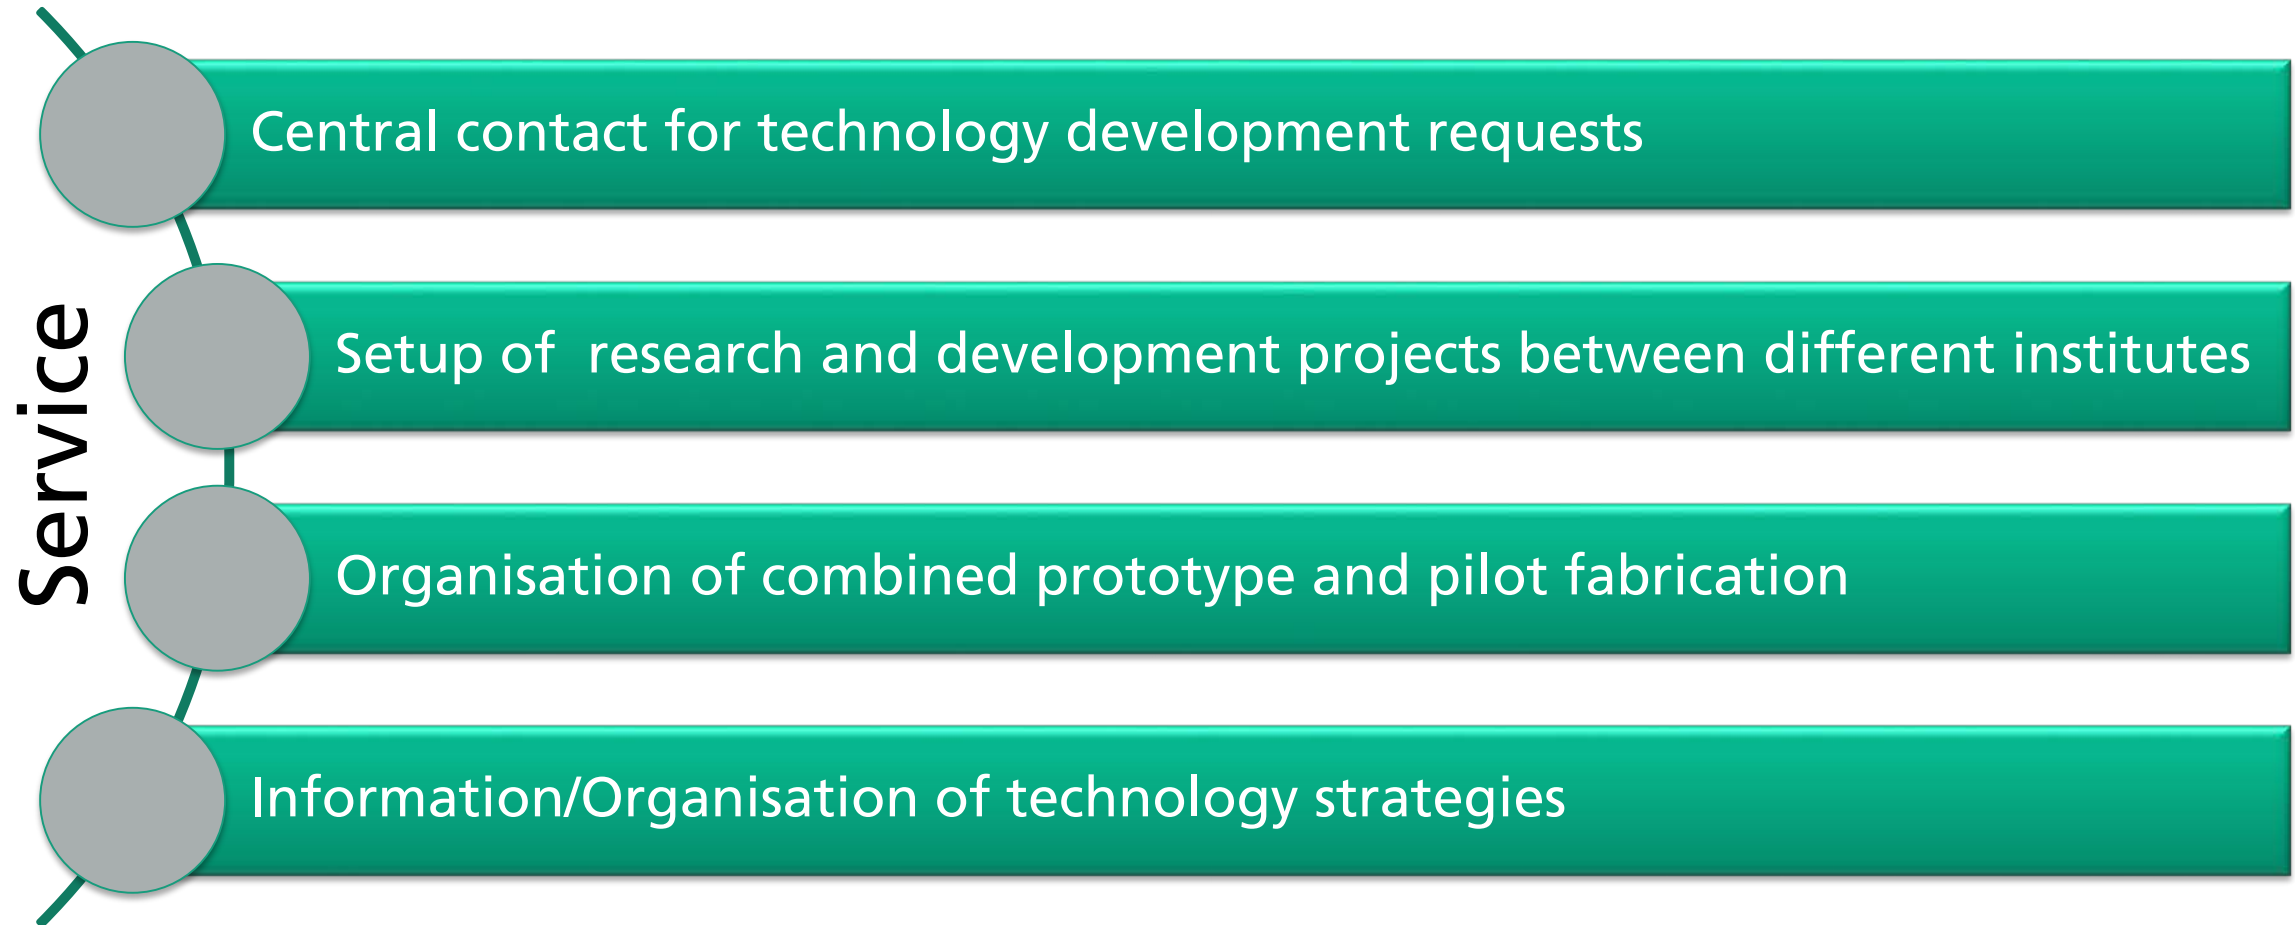 Service
Central contact for technology development requests
Setup of  research and development projects between different institutes
Organisation of combined prototype and pilot fabrication
Information/Organisation of technology strategies